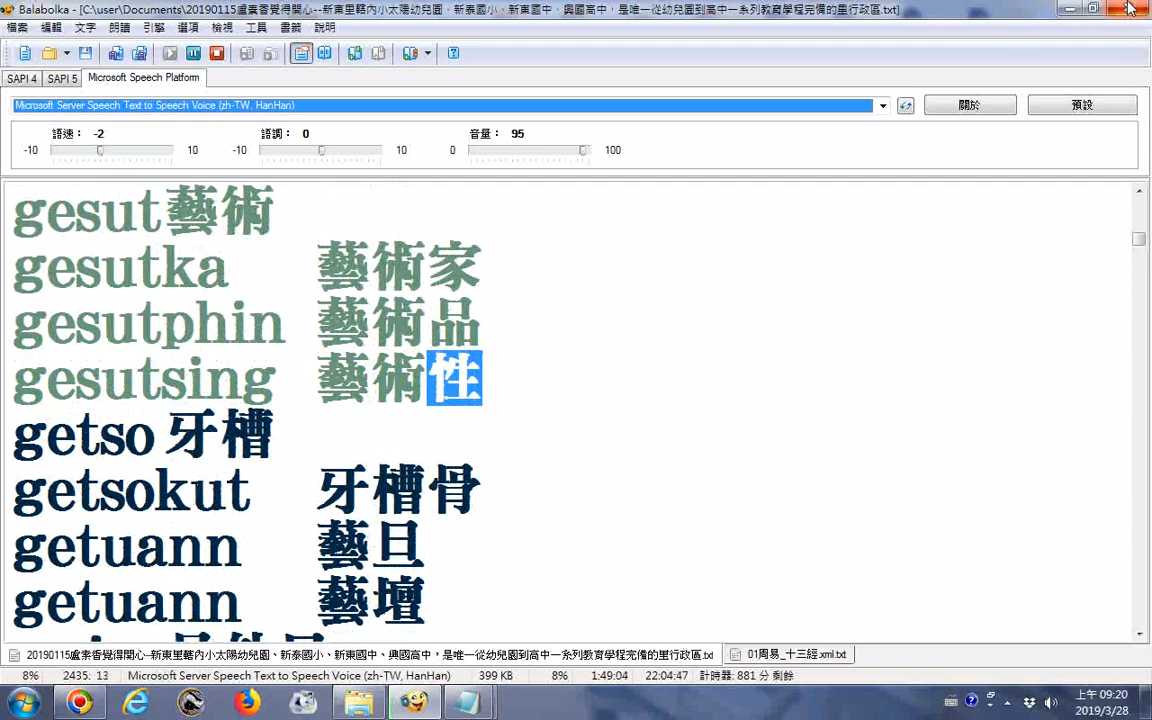 Balabolka - [C:\user\Documents\20190115盧素香覺得開心--新東里轄內小太陽幼兒園、新泰國小、新東國中、興國高中，是唯一從幼兒園到高中一系列教育學程完備的里行政區.txt]
檔案 編輯 文字 朗讀 引擎 選項 檢視 工具 書籤 說明
SAPI 4 SAPI 5 Microsoft Speech Platform
Microsoft Server Speech Text to Speech Voice (zh-TW, HanHan) 關於 預設
語速： -2 語調： 0 音量： 95
-10 10 -10 10 0 100
gesut 藝術
gesutka 藝術家
gesutphin 藝術品
gesutsing 藝術性
getso 牙槽
getsokut 牙槽骨
getuann 藝旦
getuann 藝壇
20190115盧素香覺得開心--新東里轄內小太陽幼兒園、新泰國小、新東國中、興國高中，是唯一從幼兒園到高中一系列教育學程完備的里行政區.txt 01周易_十三經.xml.txt
8% 2435: 13 Microsoft Server Speech Text to Speech Voice (zh-TW, HanHan) 399 KB 8% 1:49:04 22:04:47 計時器: 881 分 剩餘
上午 09:20
2019/3/28